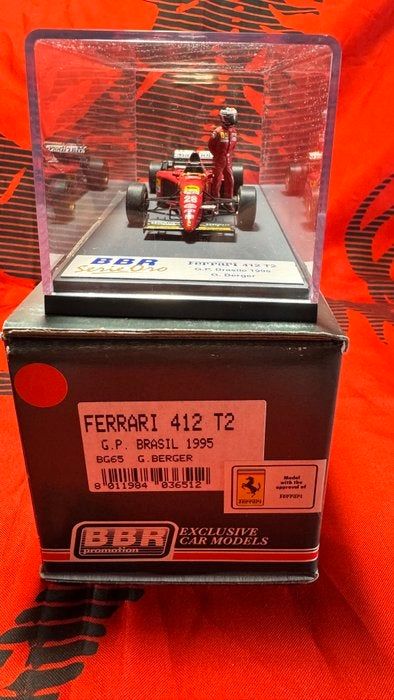 28
BBR
Serie Oro
Ferrari 412 T2
G.P. Brasile 1995
G. Berger
FERRARI 412 T2
G.P. BRASIL 1995
BG65 G.BERGER
8 011984 036512
Model
with the
approval of
Ferrari
BBR
promotion
EXCLUSIVE
CAR MODELS